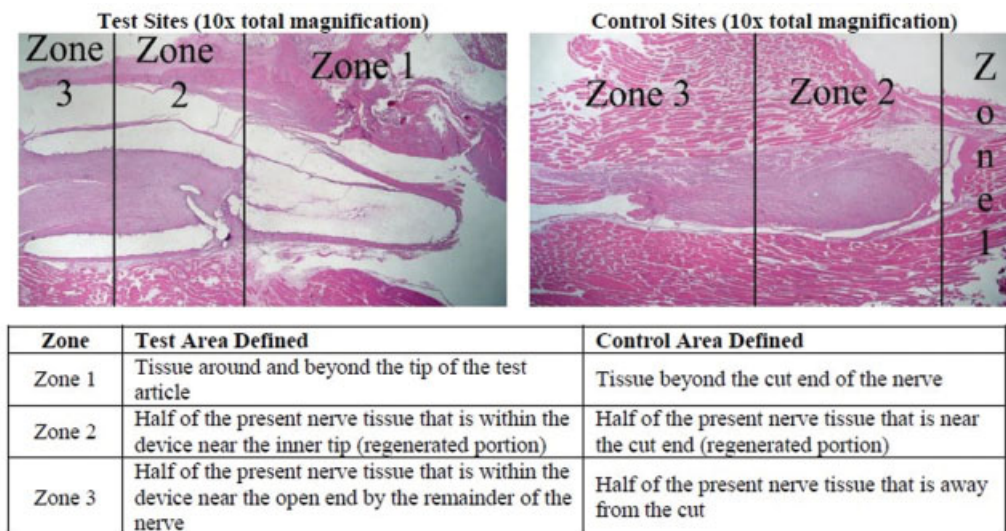 Test Sites (10x total magnification)
Control Sites (10x total magnification)
Zone
3
Zone
2
Zone 1
Zone 3
Zone 2
Z
o
n
e
1
Zone
Test Area Defined
Control Area Defined
Zone 1
Tissue around and beyond the tip of the test
article
Tissue beyond the cut end of the nerve
Zone 2
Half of the present nerve tissue that is within the
device near the inner tip (regenerated portion)
Half of the present nerve tissue that is near
the cut end (regenerated portion)
Zone 3
Half of the present nerve tissue that is within the
device near the open end by the remainder of the
nerve
Half of the present nerve tissue that is away
from the cut